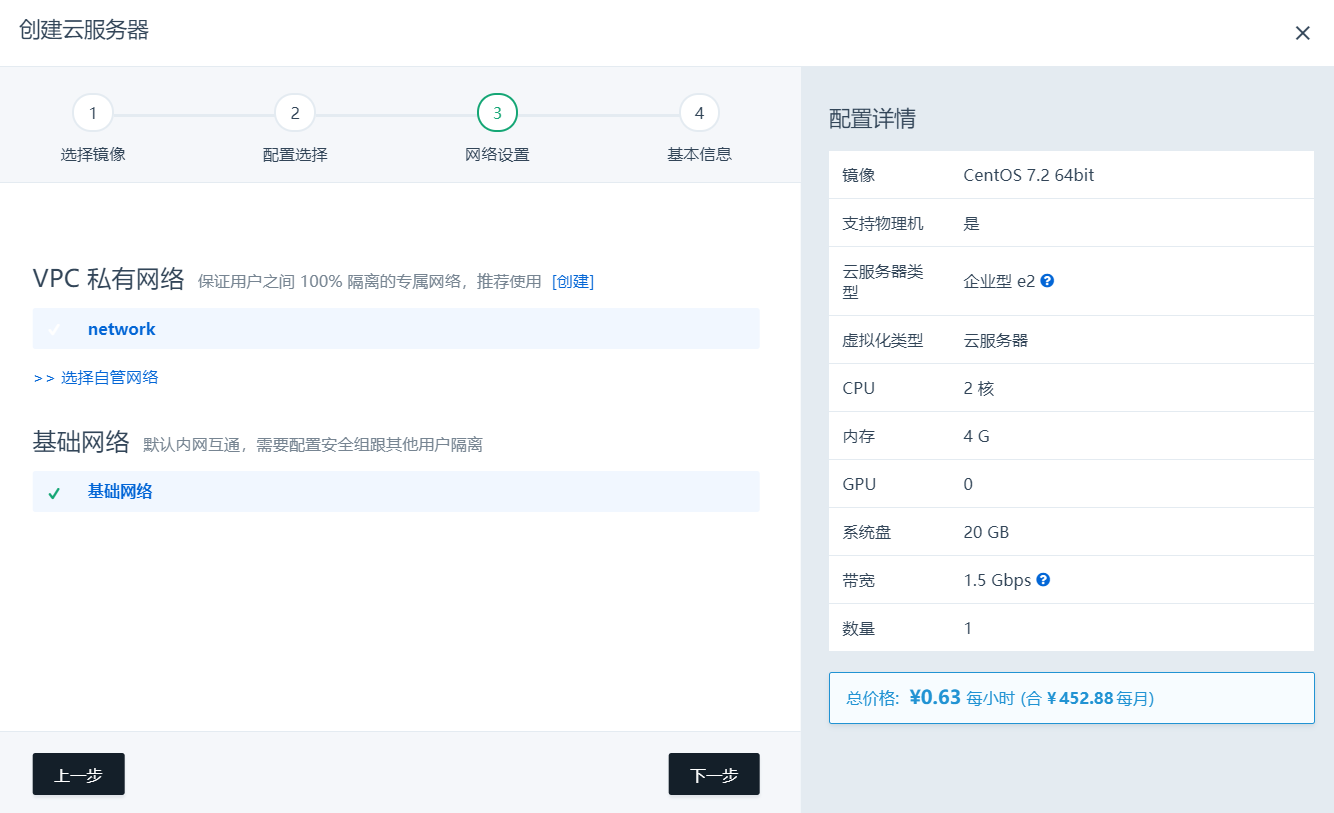 创建云服务器
1
2
3
4
选择镜像
配置选择
网络设置
基本信息
VPC 私有网络 保证用户之间 100% 隔离的专属网络，推荐使用 [创建]
network
>> 选择自管网络
基础网络 默认内网互通，需要配置安全组跟其他用户隔离
基础网络
上一步
下一步
配置详情
镜像 CentOS 7.2 64bit
支持物理机 是
云服务器类
型
企业型 e2 ?
虚拟化类型 云服务器
CPU 2 核
内存 4 G
GPU 0
系统盘 20 GB
带宽 1.5 Gbps ?
数量 1
总价格: ¥0.63 每小时 (合 ¥452.88 每月)